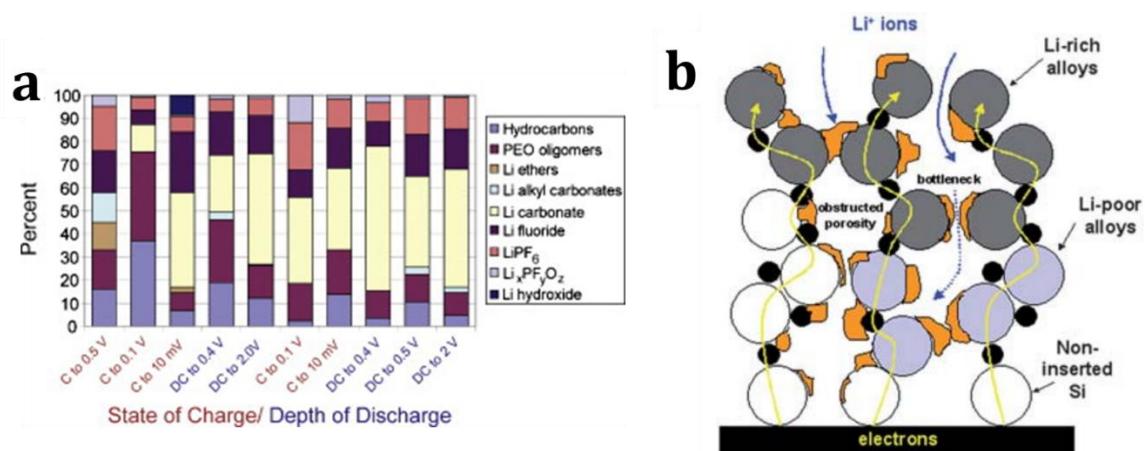 a
100
90
80
70
60
50
40
30
20
10
0
Percent
C to 0.5 V
C to 0.1 V
C to 10 mV
DC to 0.4 V
DC to 2.0V
C to 0.1 V
C to 10 mV
DC to 0.4 V
DC to 0.5 V
DC to 2 V
State of Charge/ Depth of Discharge
Hydrocarbons
PEO oligomers
Li ethers
Li alkyl carbonates
Li carbonate
Li fluoride
LiPF6
LixPFyOz
Li hydroxide
b
Li+ ions
Li-rich
alloys
bottleneck
obstructed
porosity
Li-poor
alloys
Non-
inserted
Si
electrons